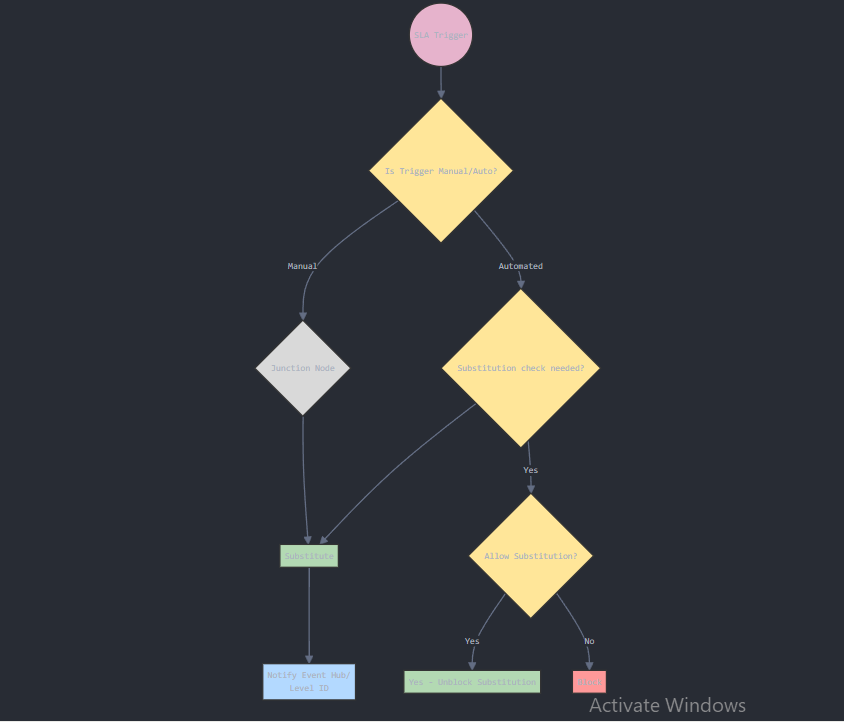 SLA Trigger
Is Trigger Manual/Auto?
Manual
Automated
Junction Node
Substitution check needed?
Yes
Substitute
Allow Substitution?
Yes
No
Notify Event Hub/
Level ID
Yes - Unblock Substitution
Activate Windows